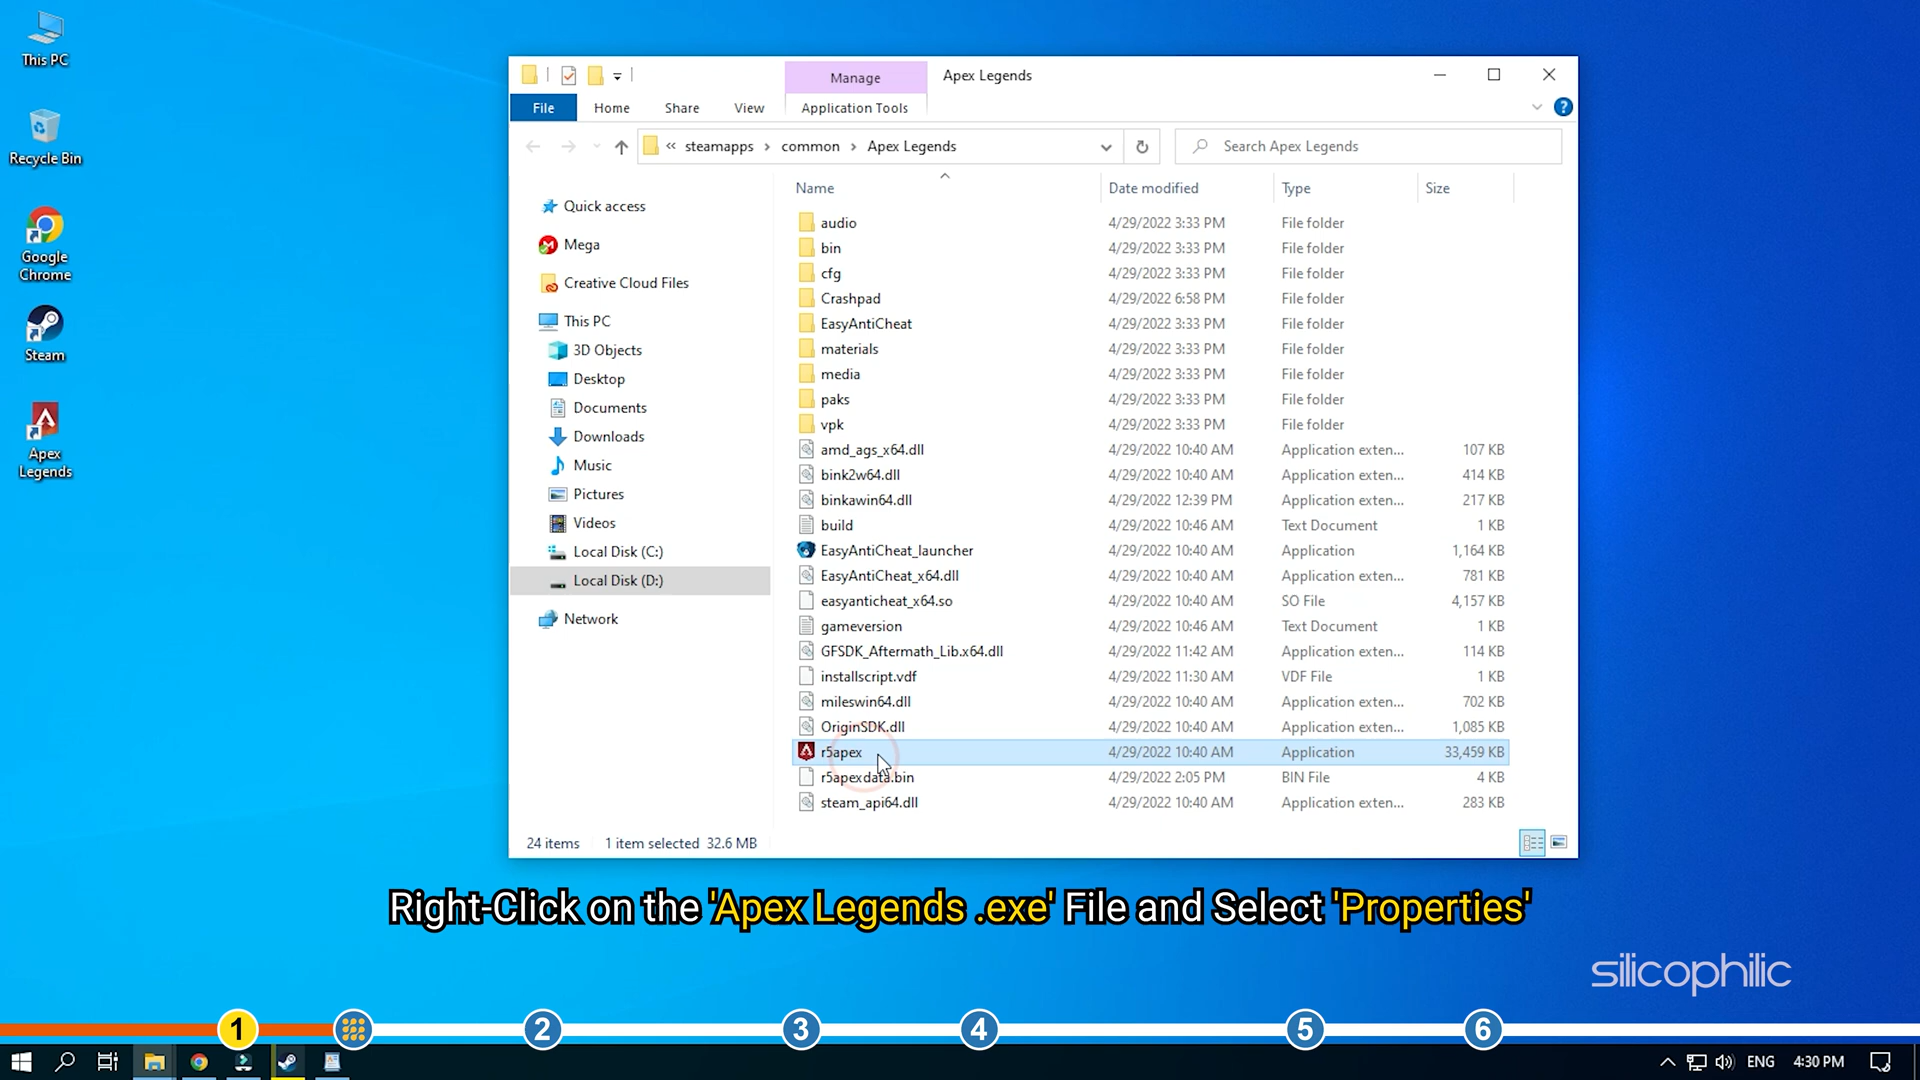 This PC
Recycle Bin
Google
Chrome
Steam
Apex
Legends
Manage
Apex Legends
File
Home
Share
View
Application Tools
?
« steamapps > common > Apex Legends
Search Apex Legends
Quick access
Mega
Creative Cloud Files
This PC
3D Objects
Desktop
Documents
Downloads
Music
Pictures
Videos
Local Disk (C:)
Local Disk (D:)
Network
Name Date modified Type Size
audio 4/29/2022 3:33 PM File folder
bin 4/29/2022 3:33 PM File folder
cfg 4/29/2022 3:33 PM File folder
Crashpad 4/29/2022 6:58 PM File folder
EasyAntiCheat 4/29/2022 3:33 PM File folder
materials 4/29/2022 3:33 PM File folder
media 4/29/2022 3:33 PM File folder
paks 4/29/2022 3:33 PM File folder
vpk 4/29/2022 3:33 PM File folder
amd_ags_x64.dll 4/29/2022 10:40 AM Application exten... 107 KB
bink2w64.dll 4/29/2022 10:40 AM Application exten... 414 KB
binkawin64.dll 4/29/2022 12:39 PM Application exten... 217 KB
build 4/29/2022 10:46 AM Text Document 1 KB
EasyAntiCheat_launcher 4/29/2022 10:40 AM Application 1,164 KB
EasyAntiCheat_x64.dll 4/29/2022 10:40 AM Application exten... 781 KB
easyanticheat_x64.so 4/29/2022 10:40 AM SO File 4,157 KB
gameversion 4/29/2022 10:46 AM Text Document 1 KB
GFSDK_Aftermath_Lib.x64.dll 4/29/2022 11:42 AM Application exten... 114 KB
installscript.vdf 4/29/2022 11:30 AM VDF File 1 KB
mileswin64.dll 4/29/2022 10:40 AM Application exten... 702 KB
OriginSDK.dll 4/29/2022 10:40 AM Application exten... 1,085 KB
r5apex 4/29/2022 10:40 AM Application 33,459 KB
r5apexdata.bin 4/29/2022 2:05 PM BIN File 4 KB
steam_api64.dll 4/29/2022 10:40 AM Application exten... 283 KB
24 items 1 item selected 32.6 MB
Right-Click on the 'Apex Legends .exe' File and Select 'Properties'
silicophilic
1 2 3 4 5 6
ENG 4:30 PM